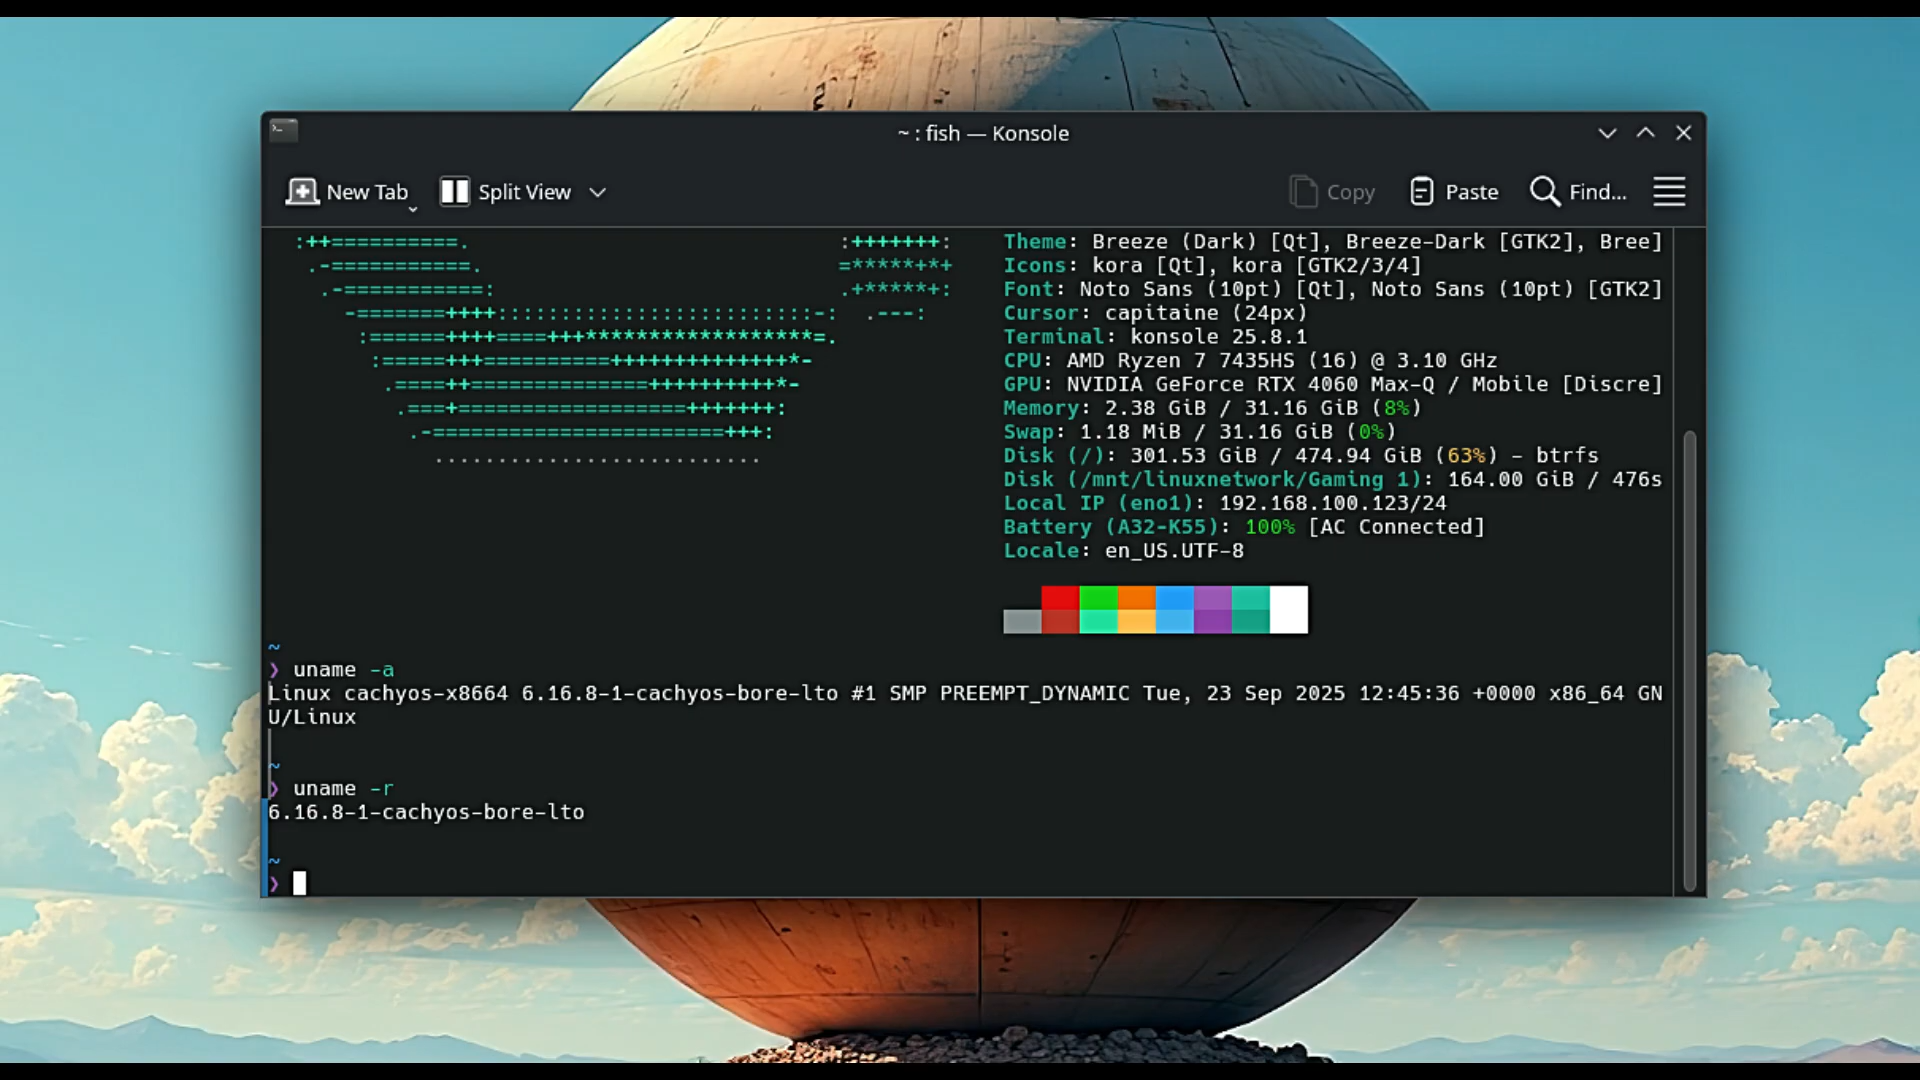 ~ : fish — Konsole
New Tab
Split View
Copy
Paste
Find...
:++==========. :+++++++: Theme: Breeze (Dark) [Qt], Breeze-Dark [GTK2], Bree]
.-===========. =*****+*+ Icons: kora [Qt], kora [GTK2/3/4]
.-===========: .+*****+: Font: Noto Sans (10pt) [Qt], Noto Sans (10pt) [GTK2]
-=======++++:::::::::::::::::::::::::-: .---: Cursor: capitaine (24px)
:======++++====+++******************=. Terminal: konsole 25.8.1
:=====+++==========++++++++++++++*- CPU: AMD Ryzen 7 7435HS (16) @ 3.10 GHz
.====++==============++++++++++*- GPU: NVIDIA GeForce RTX 4060 Max-Q / Mobile [Discre]
.===+==================+++++++: Memory: 2.38 GiB / 31.16 GiB (8%)
.-=======================+++: Swap: 1.18 MiB / 31.16 GiB (0%)
.......................... Disk (/): 301.53 GiB / 474.94 GiB (63%) - btrfs
Disk (/mnt/linuxnetwork/Gaming 1): 164.00 GiB / 476s
Local IP (eno1): 192.168.100.123/24
Battery (A32-K55): 100% [AC Connected]
Locale: en_US.UTF-8
~
❯ uname -a
Linux cachyos-x8664 6.16.8-1-cachyos-bore-lto #1 SMP PREEMPT_DYNAMIC Tue, 23 Sep 2025 12:45:36 +0000 x86_64 GN
U/Linux
~
❯ uname -r
6.16.8-1-cachyos-bore-lto
~
❯